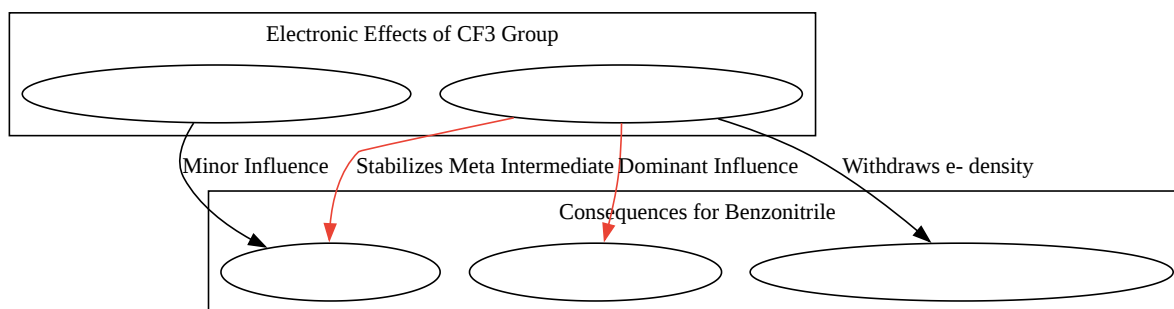 Electronic Effects of CF3 Group
Minor Influence
Stabilizes Meta Intermediate
Dominant Influence
Withdraws e- density
Consequences for Benzonitrile